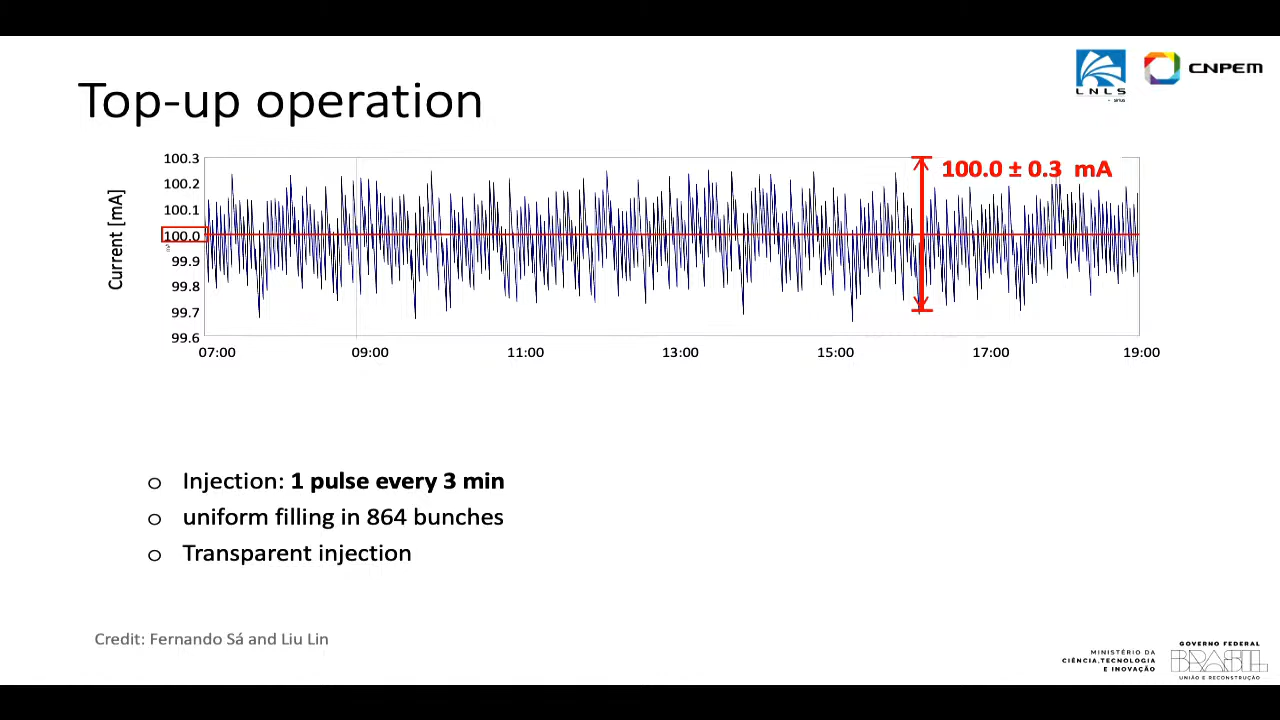 LNLS
sirius
CNPEM
Top-up operation
100.3
100.2
100.1
100.0
99.9
99.8
99.7
99.6
Current [mA]
100.0 ± 0.3 mA
07:00 09:00 11:00 13:00 15:00 17:00 19:00
o Injection: 1 pulse every 3 min
o uniform filling in 864 bunches
o Transparent injection
Credit: Fernando Sá and Liu Lin
MINISTÉRIO DA
CIÊNCIA, TECNOLOGIA
E INOVAÇÃO
GOVERNO FEDERAL
BRASIL
UNIÃO E RECONSTRUÇÃO